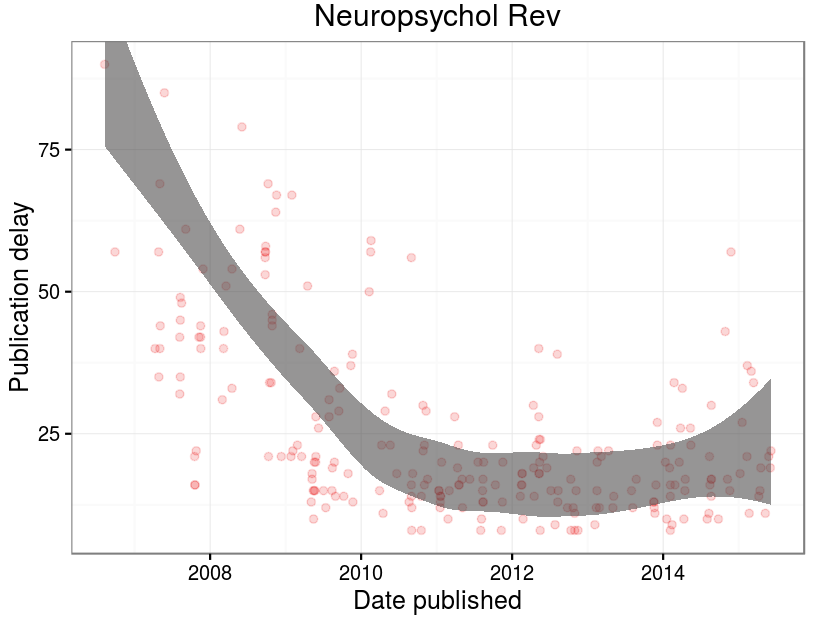 Neuropsychol Rev
Publication delay
75
50
25
2008 2010 2012 2014
Date published